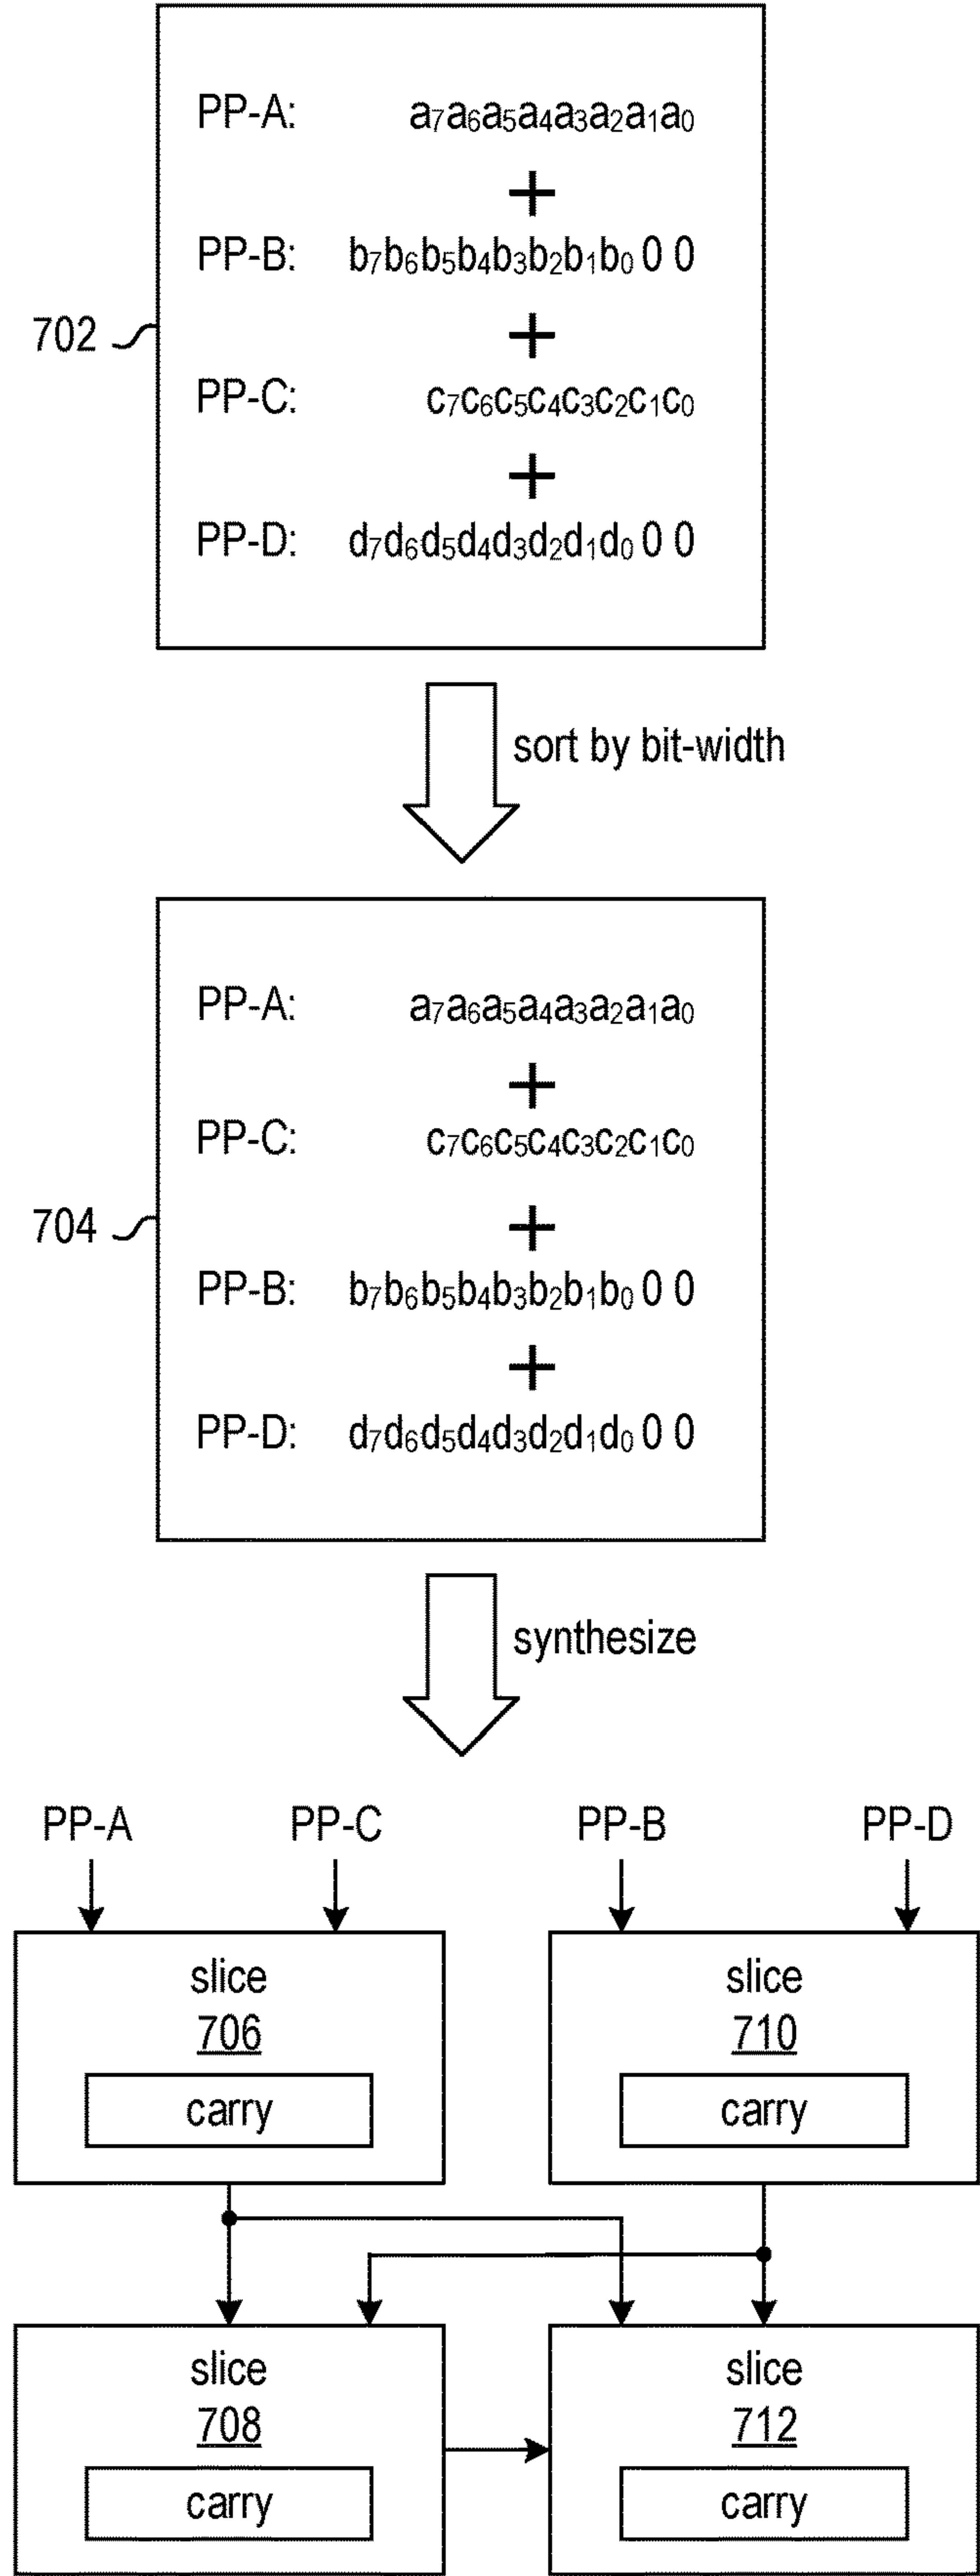 PP-A: a₇a₆a₅a₄a₃a₂a₁a₀
+
PP-B: b₇b₆b₅b₄b₃b₂b₁b₀ 0 0
+
702
PP-C: c₇c₆c₅c₄c₃c₂c₁c₀
+
PP-D: d₇d₆d₅d₄d₃d₂d₁d₀ 0 0
sort by bit-width
PP-A: a₇a₆a₅a₄a₃a₂a₁a₀
+
PP-C: c₇c₆c₅c₄c₃c₂c₁c₀
+
704
PP-B: b₇b₆b₅b₄b₃b₂b₁b₀ 0 0
+
PP-D: d₇d₆d₅d₄d₃d₂d₁d₀ 0 0
synthesize
PP-A PP-C PP-B PP-D
slice
706
carry
slice
710
carry
slice
708
carry
slice
712
carry